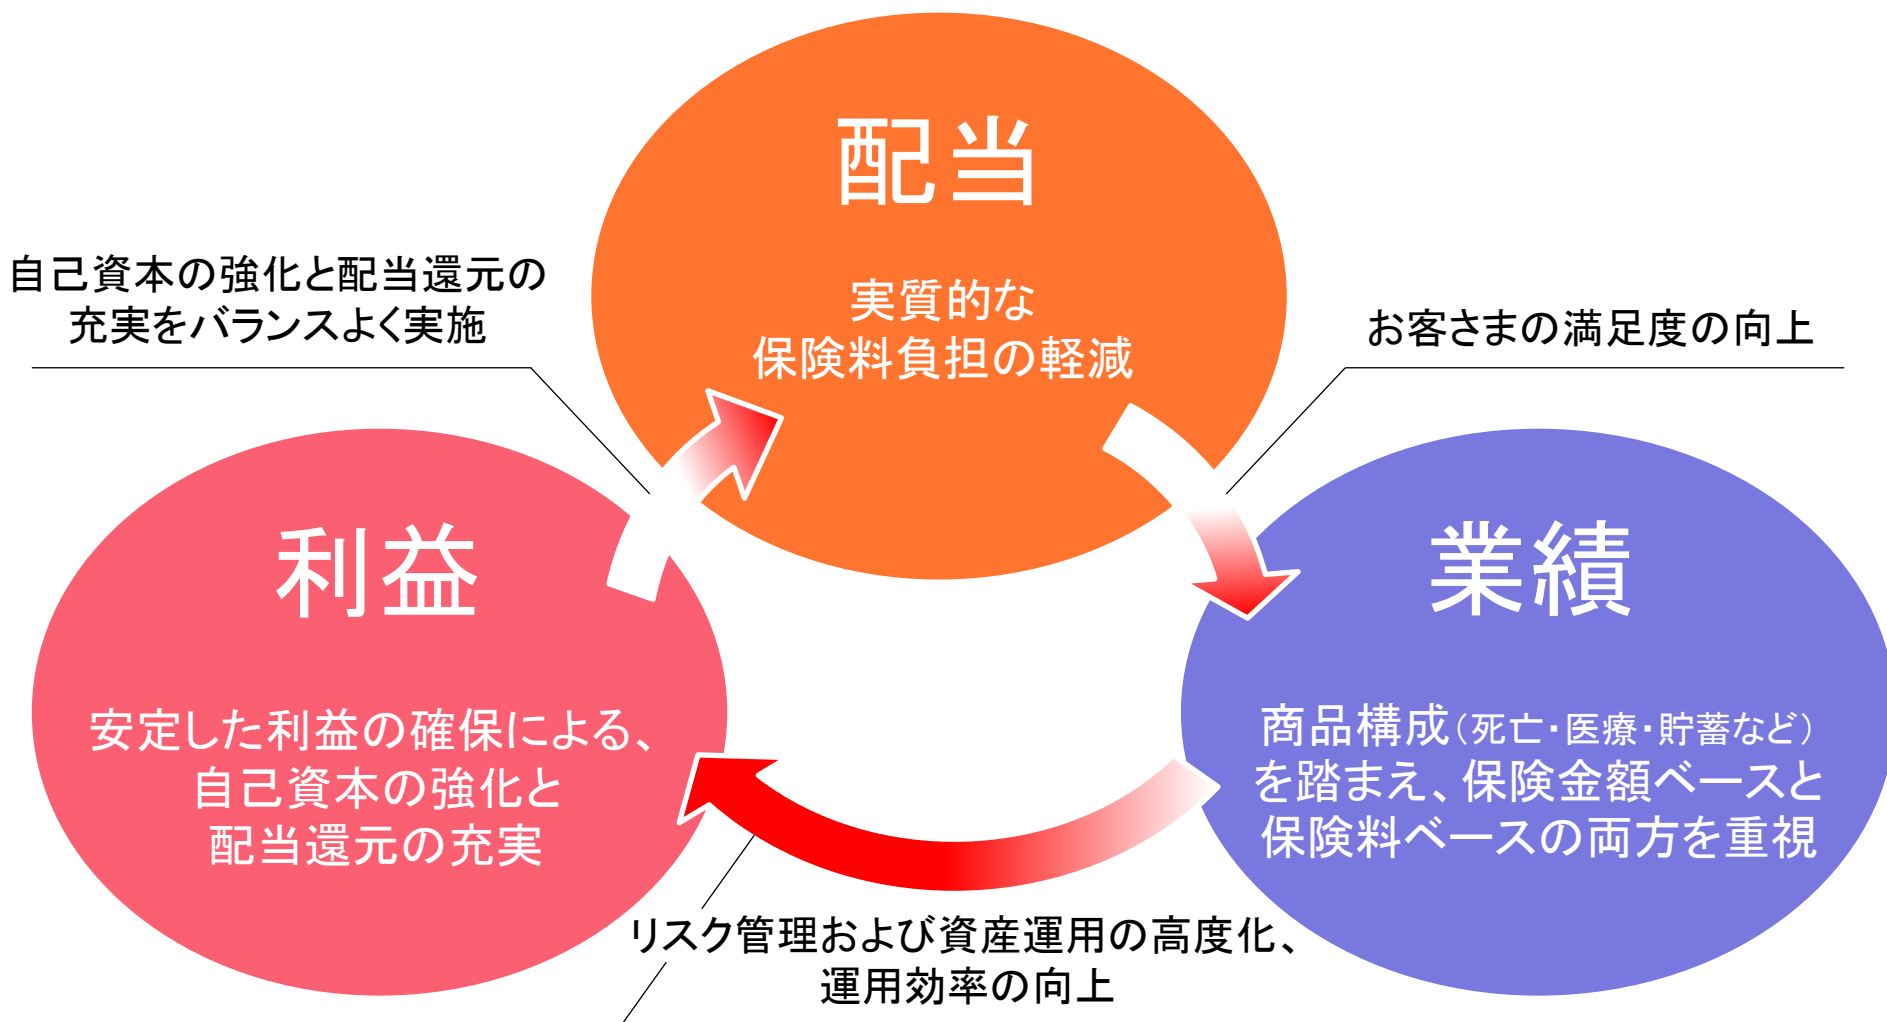 配当
実質的な
保険料負担の軽減
自己資本の強化と配当還元の
充実をバランスよく実施
お客さまの満足度の向上
利益
安定した利益の確保による、
自己資本の強化と
配当還元の充実
業績
商品構成（死亡・医療・貯蓄など）
を踏まえ、保険金額ベースと
保険料ベースの両方を重視
リスク管理および資産運用の高度化、
運用効率の向上